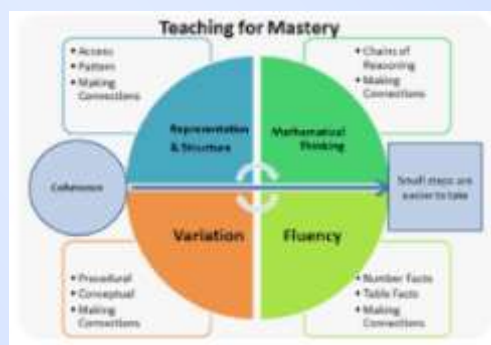 Teaching for Mastery
• Access
• Pattern
• Making
Connections
• Chains of
Reasoning
• Making
Connections
Representation
& Structure
Mathematical
Thinking
Coherence
Small steps are
easier to take
Variation
Fluency
• Procedural
• Conceptual
• Making
Connections
• Number Facts
• Table Facts
• Making
Connections